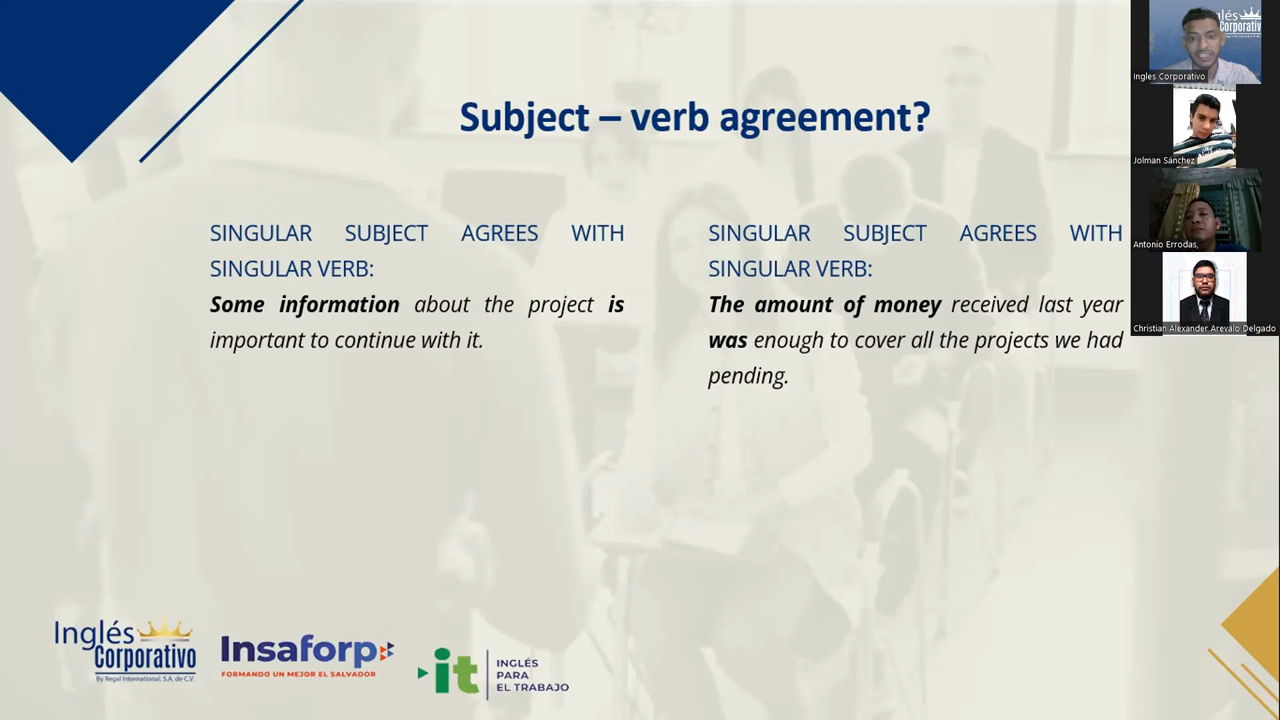 Subject – verb agreement?
SINGULAR SUBJECT AGREES WITH
SINGULAR VERB:
Some information about the project is
important to continue with it.
SINGULAR SUBJECT AGREES WITH
SINGULAR VERB:
The amount of money received last year
was enough to cover all the projects we had
pending.
Inglés
Corporativo
By Regal International, S.A. de C.V.
Insaforp
FORMANDO UN MEJOR EL SALVADOR
it
INGLÉS
PARA
EL TRABAJO
glés
Corporativo
Ingles Corporativo
Jolman Sánchez
Antonio Errodas,
Christian Alexander Arevalo Delgado